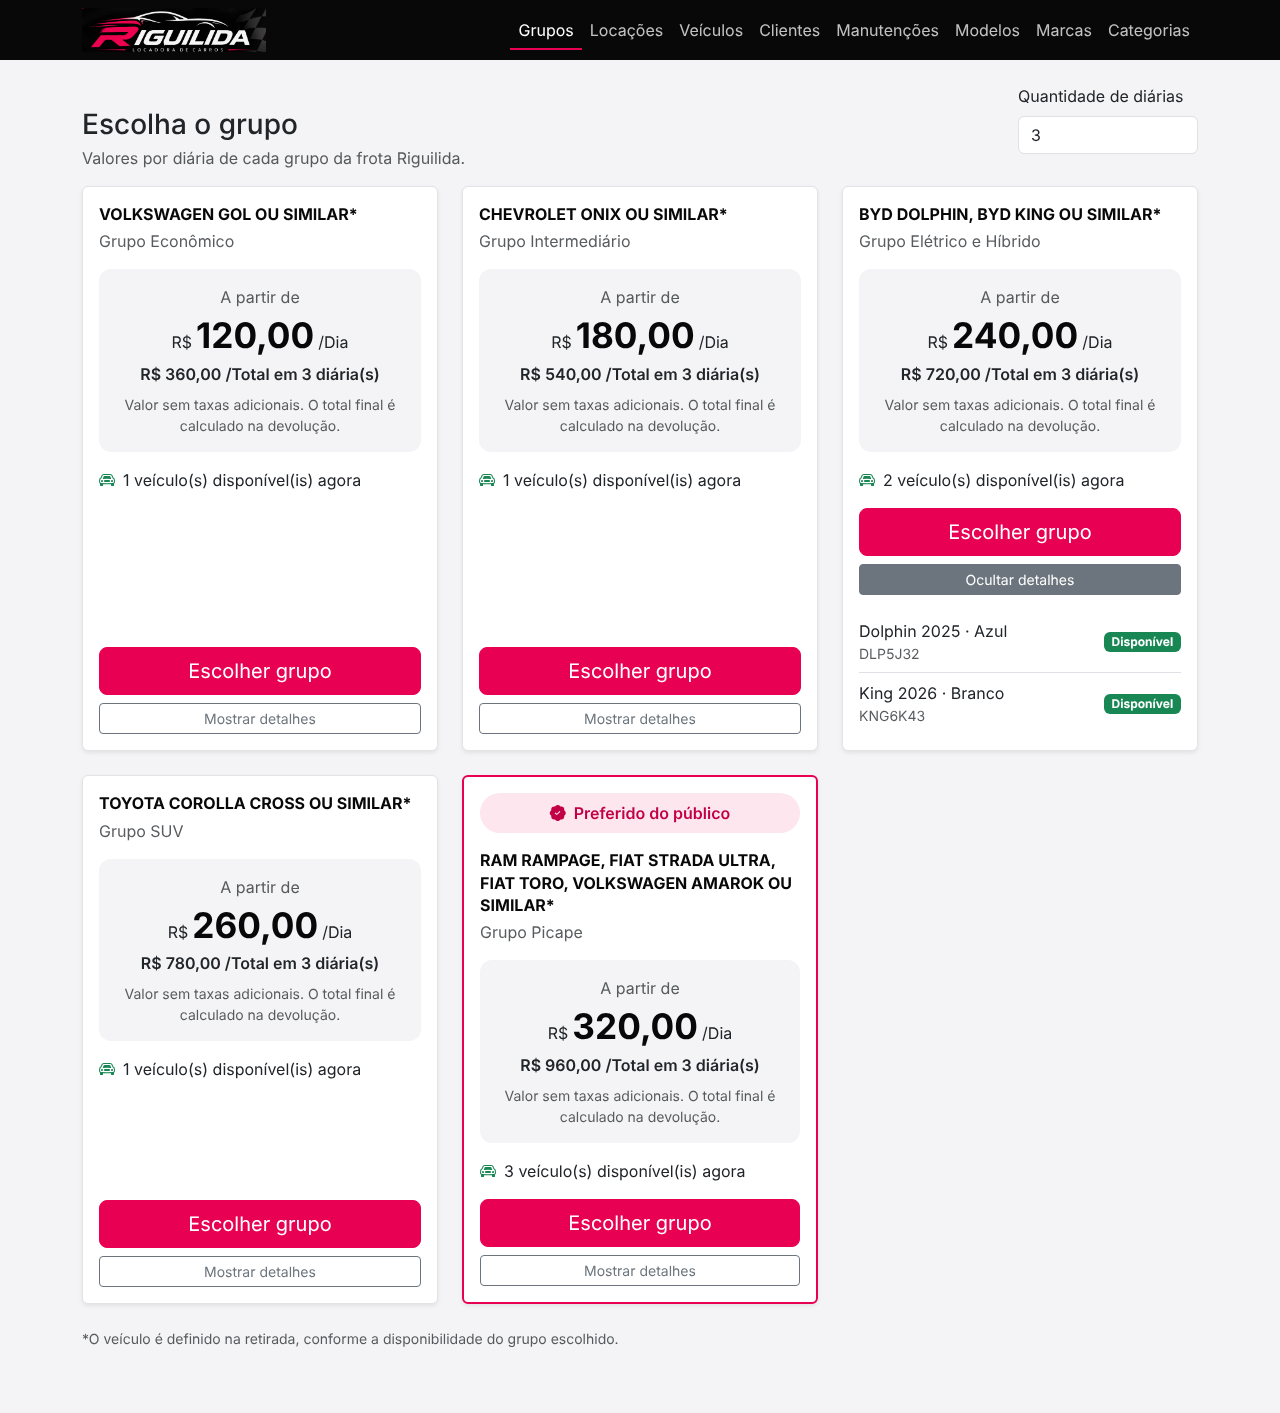 RIGUILIDA
LOCADORA DE CARROS
Grupos
Locações
Veículos
Clientes
Manutenções
Modelos
Marcas
Categorias
Escolha o grupo
Valores por diária de cada grupo da frota Riguilida.
Quantidade de diárias
3
VOLKSWAGEN GOL OU SIMILAR*
Grupo Econômico
A partir de
R$ 120,00 /Dia
R$ 360,00 /Total em 3 diária(s)
Valor sem taxas adicionais. O total final é
calculado na devolução.
1 veículo(s) disponível(is) agora
Escolher grupo
Mostrar detalhes
CHEVROLET ONIX OU SIMILAR*
Grupo Intermediário
A partir de
R$ 180,00 /Dia
R$ 540,00 /Total em 3 diária(s)
Valor sem taxas adicionais. O total final é
calculado na devolução.
1 veículo(s) disponível(is) agora
Escolher grupo
Mostrar detalhes
BYD DOLPHIN, BYD KING OU SIMILAR*
Grupo Elétrico e Híbrido
A partir de
R$ 240,00 /Dia
R$ 720,00 /Total em 3 diária(s)
Valor sem taxas adicionais. O total final é
calculado na devolução.
2 veículo(s) disponível(is) agora
Escolher grupo
Ocultar detalhes
Dolphin 2025 · Azul
DLP5J32
Disponível
King 2026 · Branco
KNG6K43
Disponível
TOYOTA COROLLA CROSS OU SIMILAR*
Grupo SUV
A partir de
R$ 260,00 /Dia
R$ 780,00 /Total em 3 diária(s)
Valor sem taxas adicionais. O total final é
calculado na devolução.
1 veículo(s) disponível(is) agora
Escolher grupo
Mostrar detalhes
Preferido do público
RAM RAMPAGE, FIAT STRADA ULTRA,
FIAT TORO, VOLKSWAGEN AMAROK OU
SIMILAR*
Grupo Picape
A partir de
R$ 320,00 /Dia
R$ 960,00 /Total em 3 diária(s)
Valor sem taxas adicionais. O total final é
calculado na devolução.
3 veículo(s) disponível(is) agora
Escolher grupo
Mostrar detalhes
*O veículo é definido na retirada, conforme a disponibilidade do grupo escolhido.